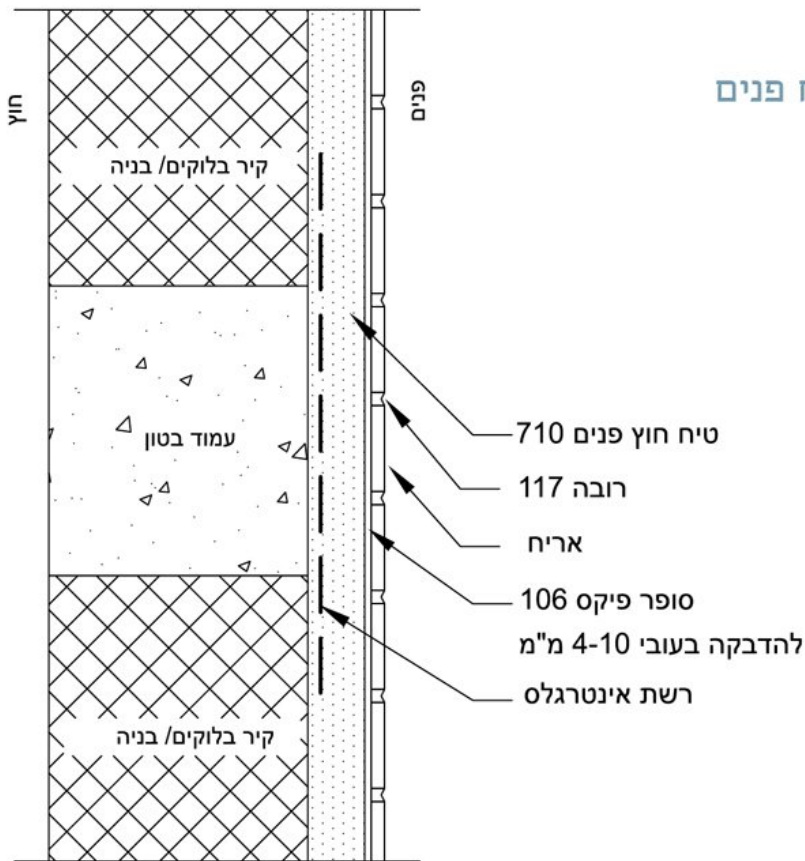 חוץ
פנים
ח פנים
קיר בלוקים/ בניה
עמוד בטון
קיר בלוקים/ בניה
טיח חוץ פנים 710
רובה 117
אריח
סופר פיקס 106
להדבקה בעובי 4-10 מ"מ
רשת אינטרגלס